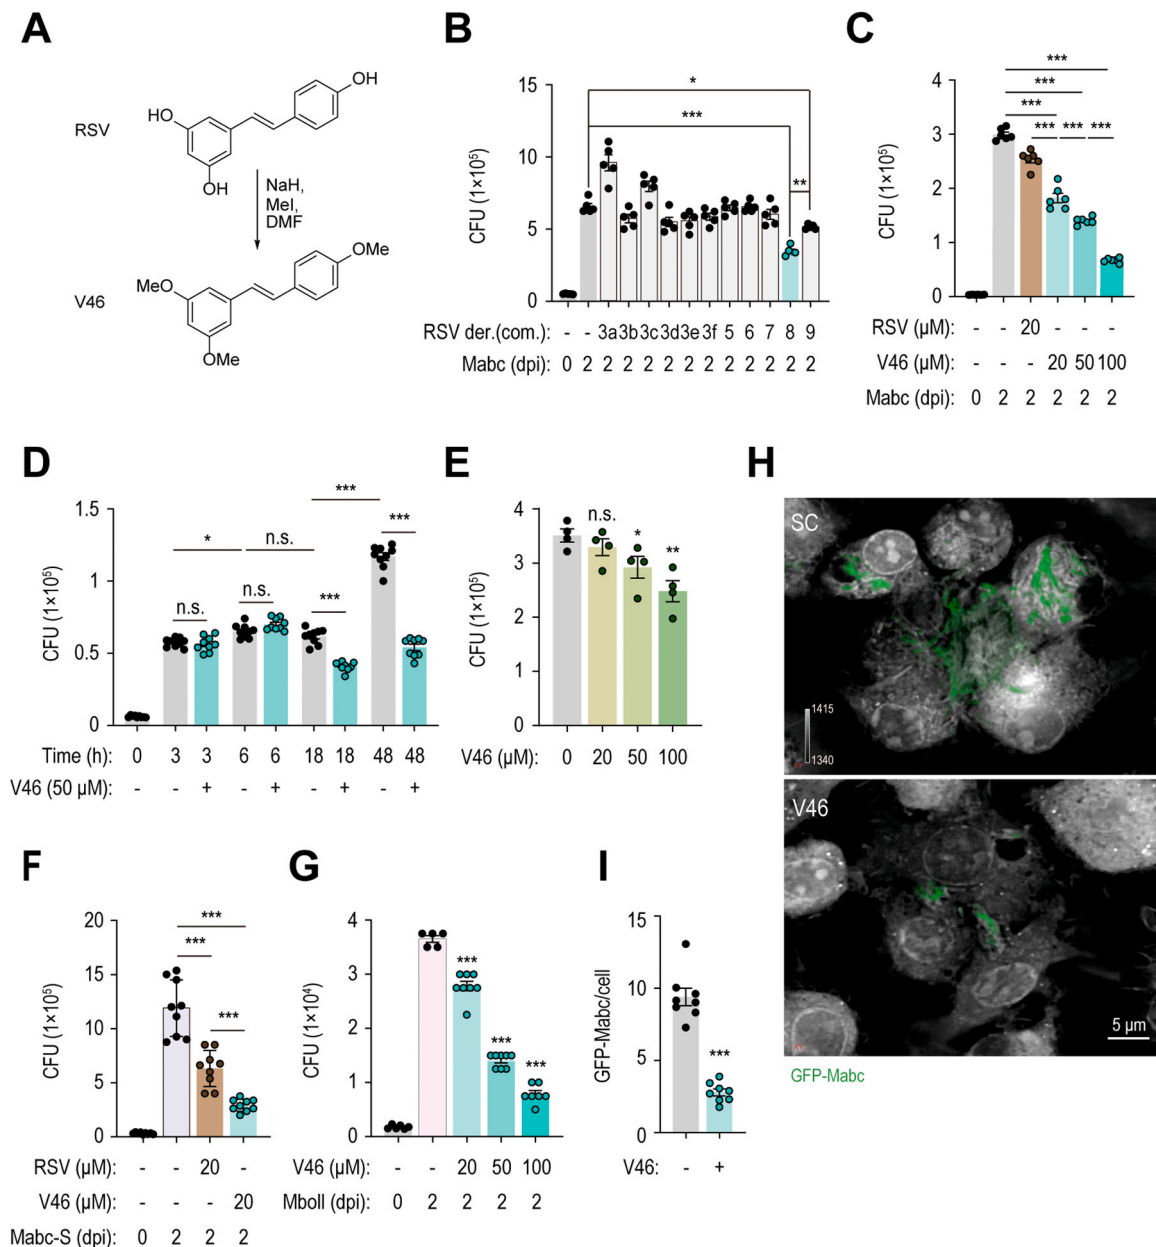 A
RSV
HO
OH
OH
NaH,
MeI,
DMF
V46
MeO
OMe
OMe
B
CFU (1×10⁵)
15
10
5
0
*
***
**
RSV der.(com.): - - 3a 3b 3c 3d 3e 3f 5 6 7 8 9
Mabc (dpi): 0 2 2 2 2 2 2 2 2 2 2 2 2
C
CFU (1×10⁵)
4
3
2
1
0
***
***
***
*** *** ***
RSV (µM): - - 20 - - -
V46 (µM): - - - 20 50 100
Mabc (dpi): 0 2 2 2 2 2
D
CFU (1×10⁵)
1.5
1
0.5
0
***
***
* n.s.
n.s. n.s. ***
Time (h): 0 3 3 6 6 18 18 48 48
V46 (50 µM): - - + - + - + - +
E
CFU (1×10⁵)
4
3
2
1
0
n.s. * **
V46 (µM): 0 20 50 100
H
SC
1415
1340
V46
5 µm
GFP-Mabc
F
CFU (1×10⁵)
20
15
10
5
0
***
***
***
RSV (µM): - - 20 -
V46 (µM): - - - 20
Mabc-S (dpi): 0 2 2 2
G
CFU (1×10⁴)
4
3
2
1
0
*** *** ***
V46 (µM): - - 20 50 100
Mboll (dpi): 0 2 2 2 2
I
GFP-Mabc/cell
15
10
5
0
***
V46: - +